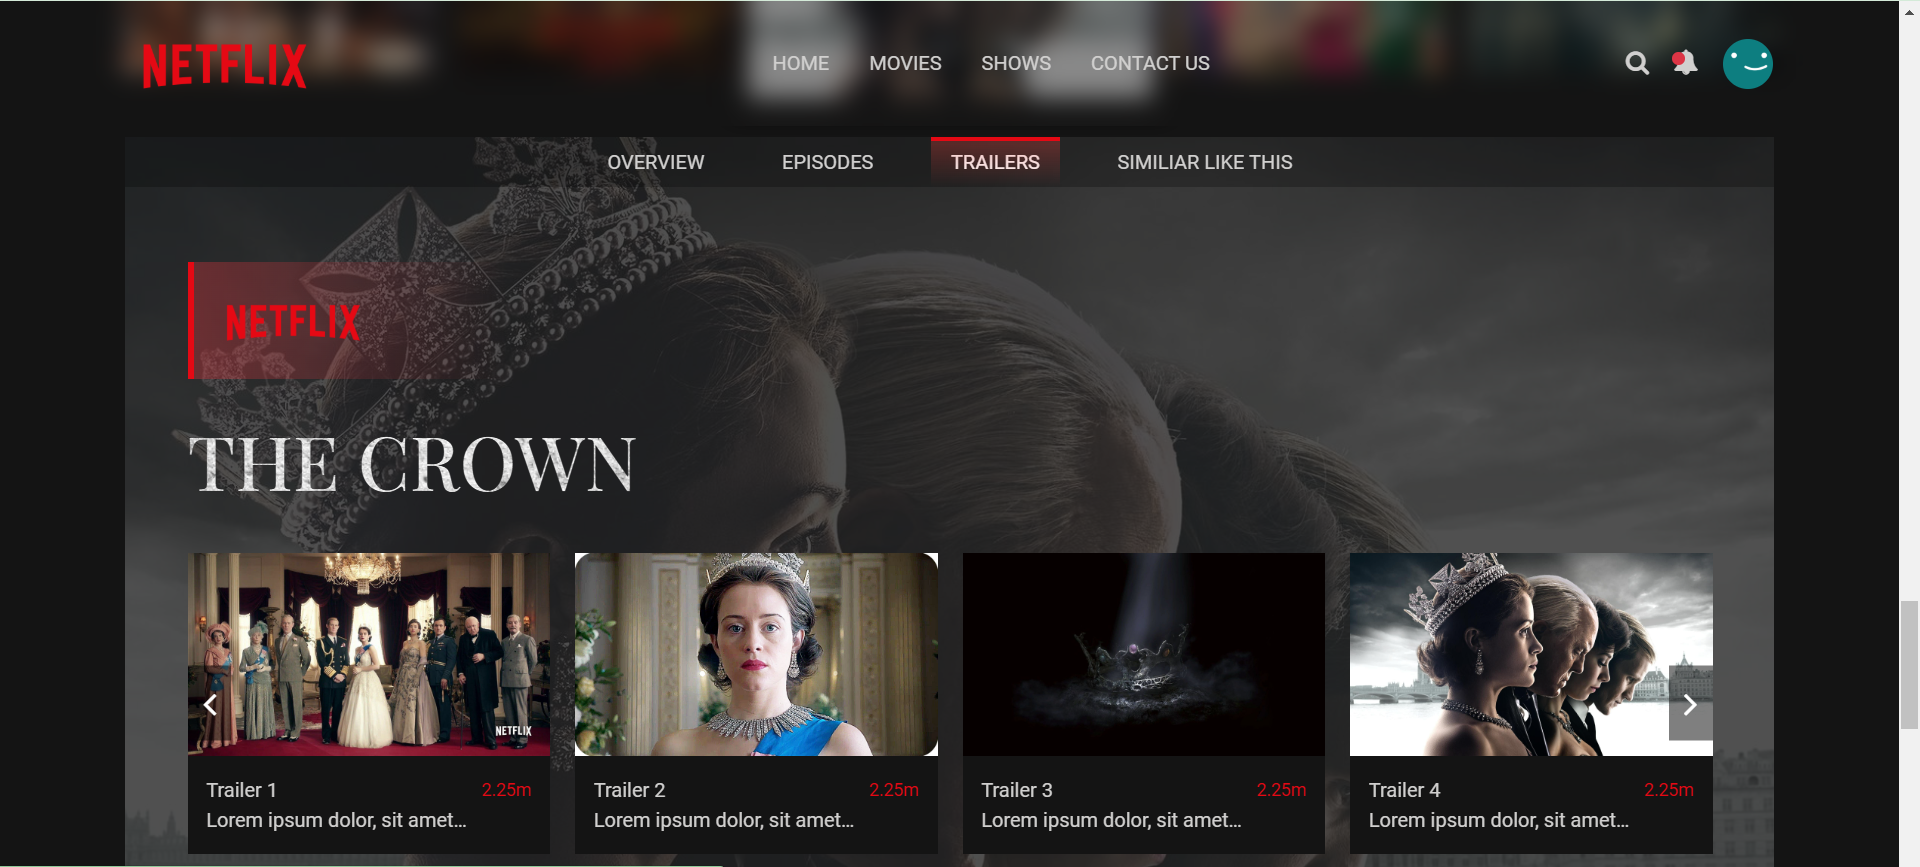 NETFLIX
HOME MOVIES SHOWS CONTACT US
OVERVIEW EPISODES TRAILERS SIMILIAR LIKE THIS
NETFLIX
THE CROWN
NETFLIX
Trailer 1 2.25m
Lorem ipsum dolor, sit amet...
Trailer 2 2.25m
Lorem ipsum dolor, sit amet...
Trailer 3 2.25m
Lorem ipsum dolor, sit amet...
Trailer 4 2.25m
Lorem ipsum dolor, sit amet...